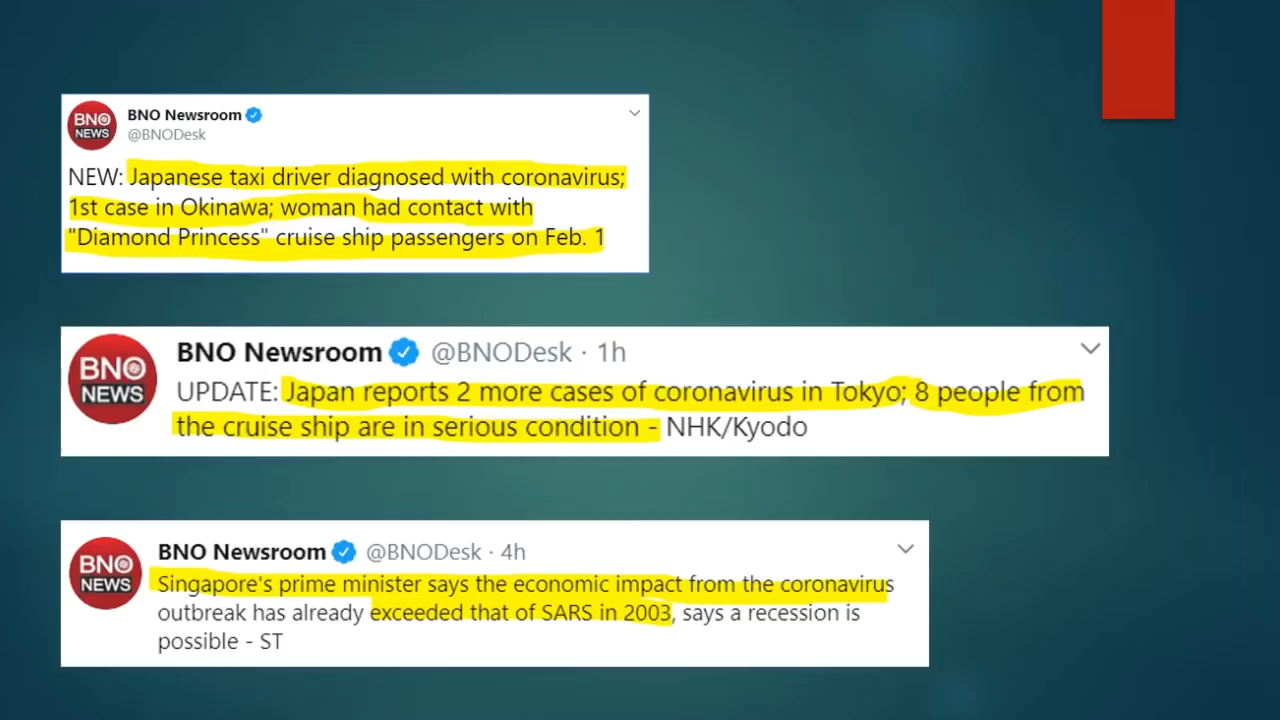 BNO
NEWS
BNO Newsroom
@BNODesk
NEW: Japanese taxi driver diagnosed with coronavirus;
1st case in Okinawa; woman had contact with
"Diamond Princess" cruise ship passengers on Feb. 1
BNO
NEWS
BNO Newsroom @BNODesk · 1h
UPDATE: Japan reports 2 more cases of coronavirus in Tokyo; 8 people from
the cruise ship are in serious condition - NHK/Kyodo
BNO
NEWS
BNO Newsroom @BNODesk · 4h
Singapore's prime minister says the economic impact from the coronavirus
outbreak has already exceeded that of SARS in 2003, says a recession is
possible - ST